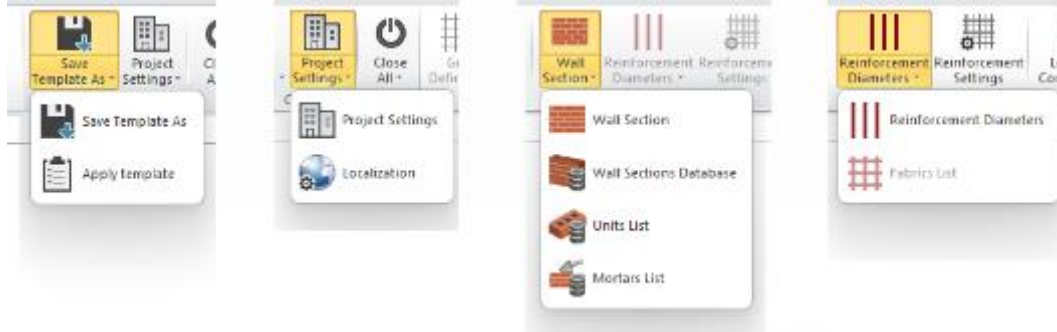 Save
Template As
Project
Settings
Save Template As
Apply template
Project
Settings
Close
All
Project Settings
Localization
Wall
Section
Reinforcement
Diameters
Settings
Wall Section
Wall Sections Database
Units List
Mortars List
Reinforcement
Diameters
Reinforcement
Settings
Reinforcement Diameters
Fabrics List